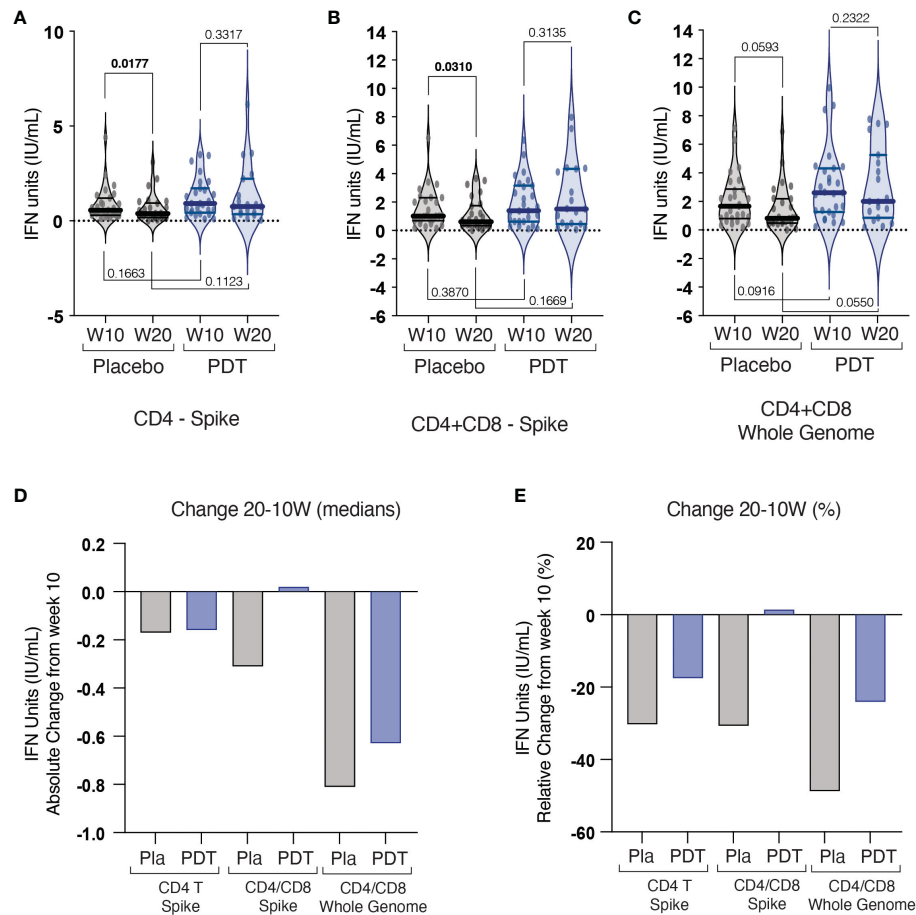 A
IFN units (IU/mL)
10
5
0
-5
0.0177
0.3317
0.1663
0.1123
W10 W20 W10 W20
Placebo PDT
CD4 - Spike
B
IFN units (IU/mL)
14
12
10
8
6
4
2
0
-2
-4
-6
0.0310
0.3135
0.3870
0.1669
W10 W20 W10 W20
Placebo PDT
CD4+CD8 - Spike
C
IFN units (IU/mL)
14
12
10
8
6
4
2
0
-2
-4
-6
0.0593
0.2322
0.0916
0.0550
W10 W20 W10 W20
Placebo PDT
CD4+CD8
Whole Genome
D
Change 20-10W (medians)
IFN Units (IU/mL)
Absolute Change from week 10
0.2
0.0
-0.2
-0.4
-0.6
-0.8
-1.0
Pla PDT Pla PDT Pla PDT
CD4 T
Spike
CD4/CD8
Spike
CD4/CD8
Whole Genome
E
Change 20-10W (%)
IFN Units (IU/mL)
Relative Change from week 10 (%)
20
0
-20
-40
-60
Pla PDT Pla PDT Pla PDT
CD4 T
Spike
CD4/CD8
Spike
CD4/CD8
Whole Genome